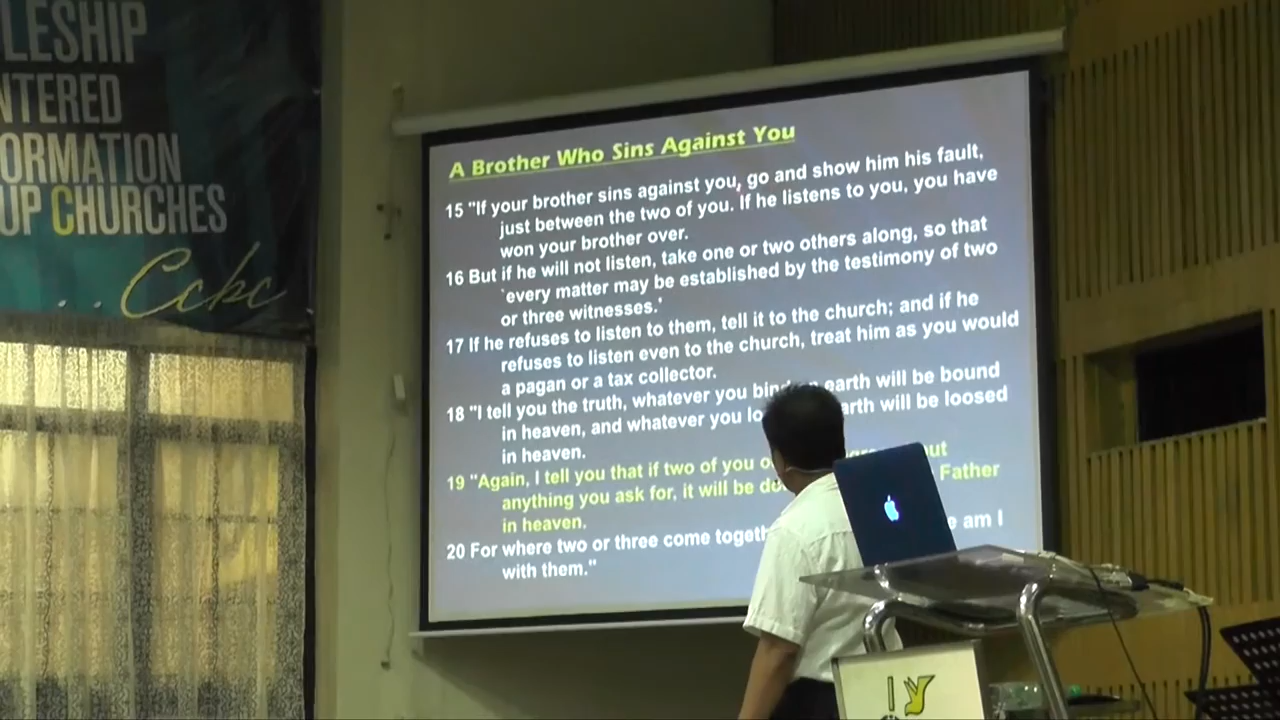 LESHIP
NTERED
ORMATION
UP CHURCHES
... Cckc
A Brother Who Sins Against You
15 "If your brother sins against you, go and show him his fault,
just between the two of you. If he listens to you, you have
won your brother over.
16 But if he will not listen, take one or two others along, so that
`every matter may be established by the testimony of two
or three witnesses.'
17 If he refuses to listen to them, tell it to the church; and if he
refuses to listen even to the church, treat him as you would
a pagan or a tax collector.
18 "I tell you the truth, whatever you bind earth will be bound
in heaven, and whatever you lo earth will be loosed
in heaven.
19 "Again, I tell you that if two of you o
anything you ask for, it will be do Father
in heaven.
20 For where two or three come togeth am I
with them."